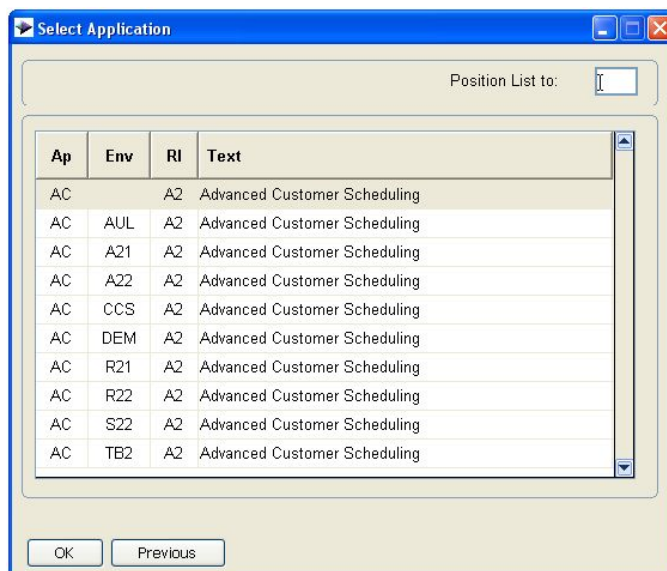 Select Application
Position List to:
Ap Env Rl Text
AC A2 Advanced Customer Scheduling
AC AUL A2 Advanced Customer Scheduling
AC A21 A2 Advanced Customer Scheduling
AC A22 A2 Advanced Customer Scheduling
AC CCS A2 Advanced Customer Scheduling
AC DEM A2 Advanced Customer Scheduling
AC R21 A2 Advanced Customer Scheduling
AC R22 A2 Advanced Customer Scheduling
AC S22 A2 Advanced Customer Scheduling
AC TB2 A2 Advanced Customer Scheduling
OK Previous